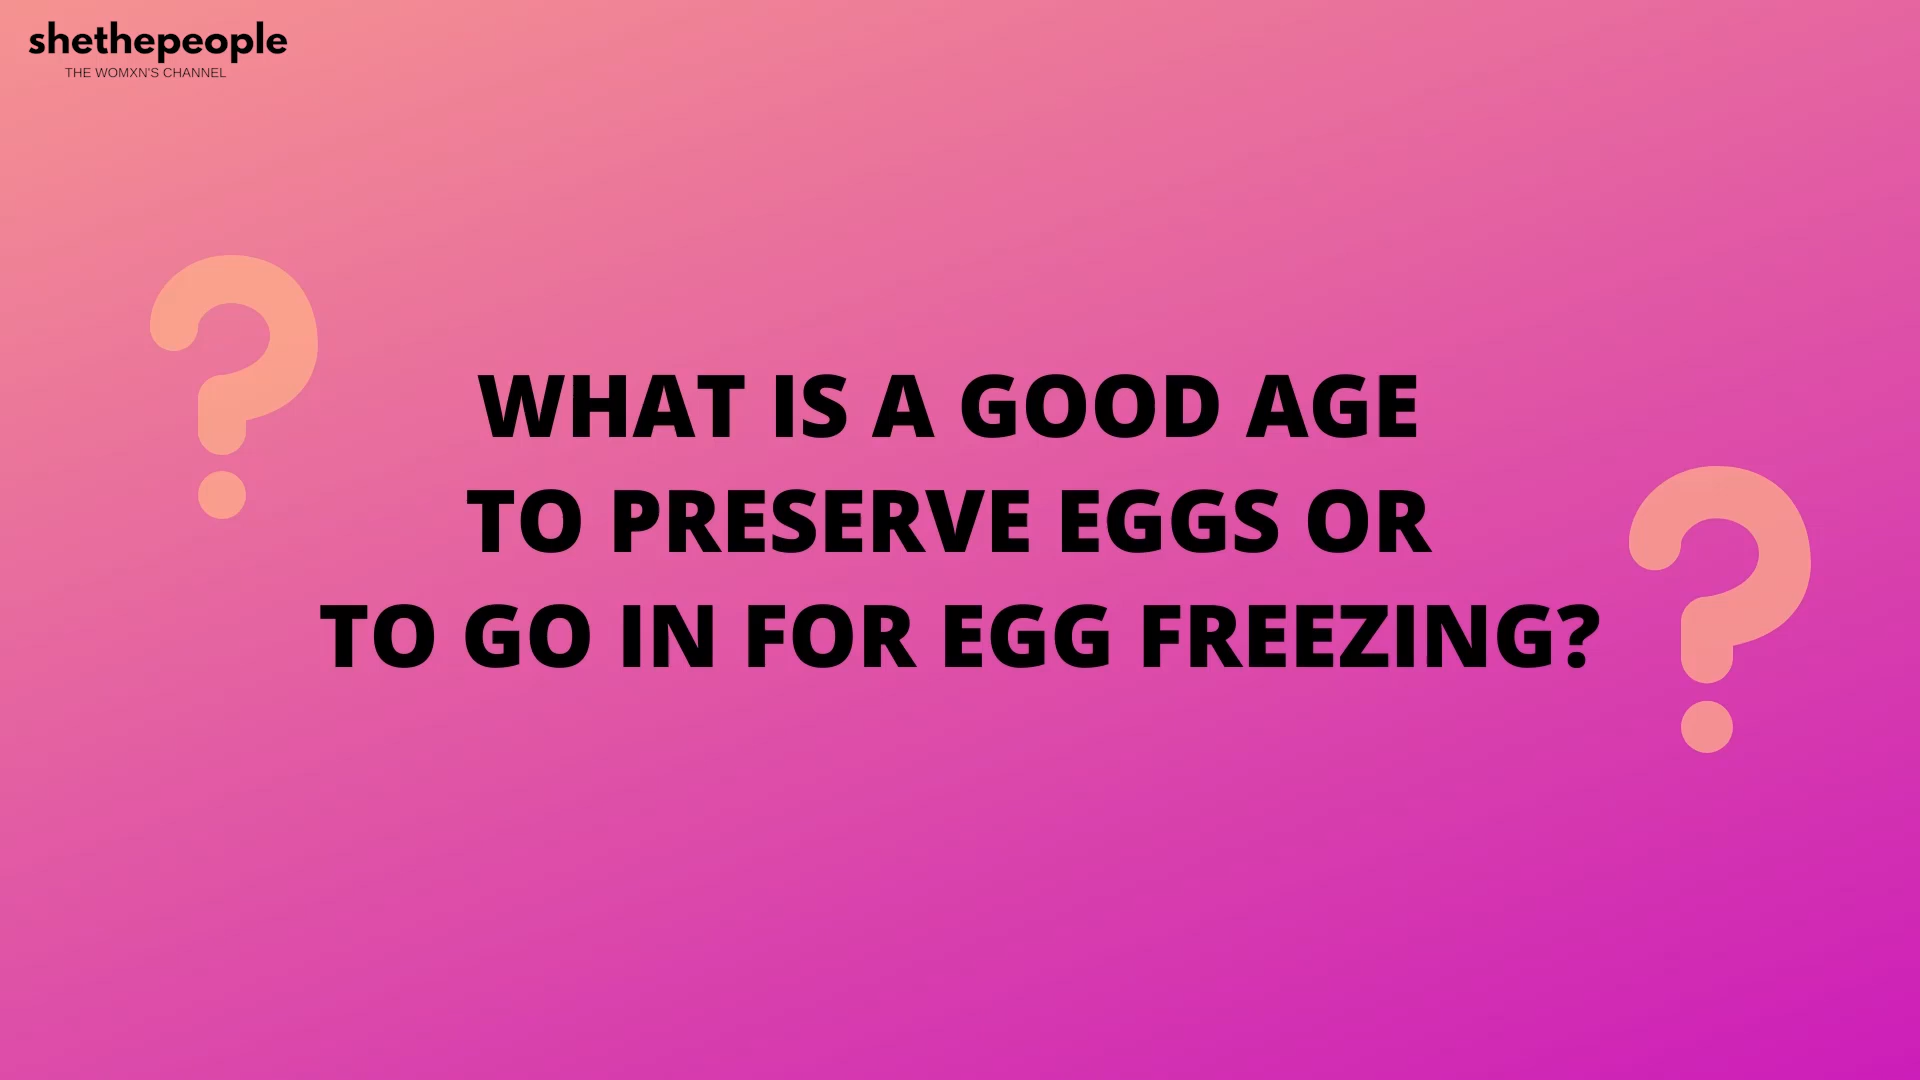 shethepeople
THE WOMXN'S CHANNEL
WHAT IS A GOOD AGE
TO PRESERVE EGGS OR
TO GO IN FOR EGG FREEZING?